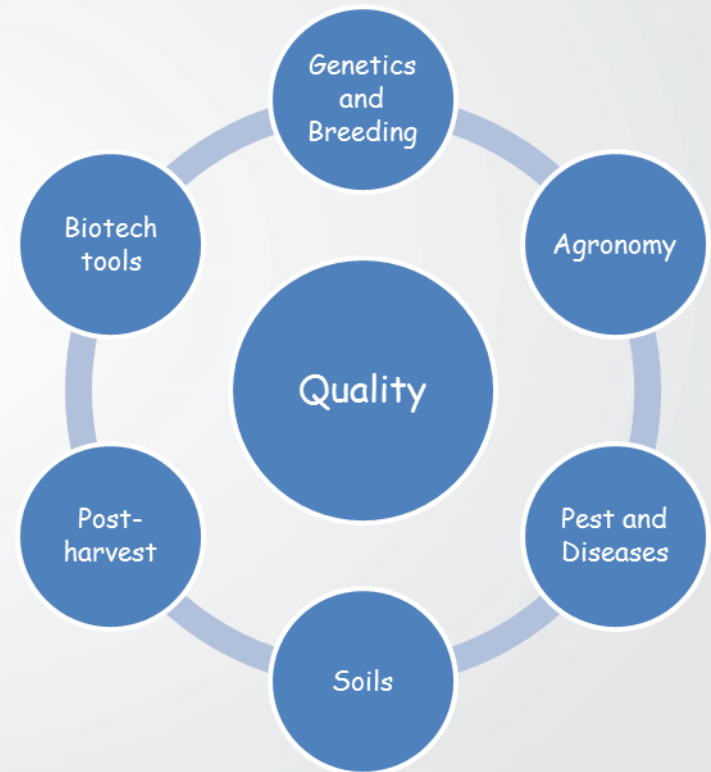 Genetics
and
Breeding
Biotech
tools
Agronomy
Quality
Post-
harvest
Pest and
Diseases
Soils